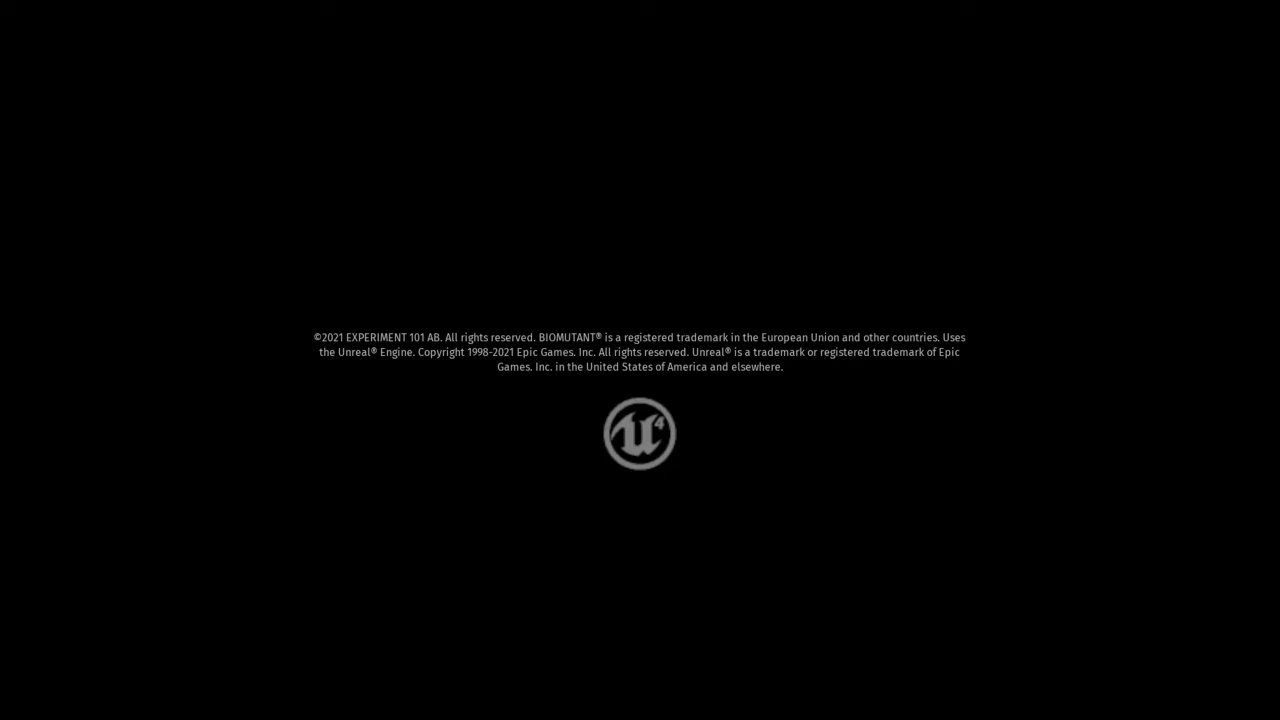 ©2021 EXPERIMENT 101 AB. All rights reserved. BIOMUTANT® is a registered trademark in the European Union and other countries. Uses
the Unreal® Engine. Copyright 1998-2021 Epic Games. Inc. All rights reserved. Unreal® is a trademark or registered trademark of Epic
Games. Inc. in the United States of America and elsewhere.
U4